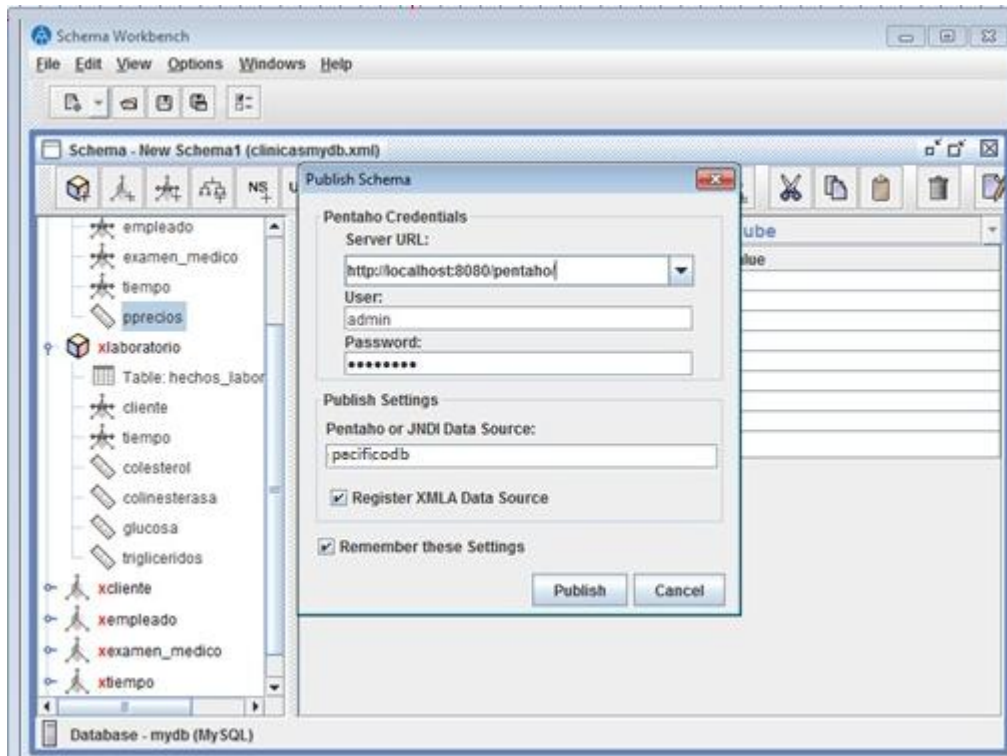 Schema Workbench
File Edit View Options Windows Help
Schema - New Schema1 (clinicasmydb.xml)
NS
Publish Schema
Pentaho Credentials
Server URL:
http://localhost:8080/pentaho/
User:
admin
Password:
Publish Settings
Pentaho or JNDI Data Source:
pecificodb
Register XMLA Data Source
Remember these Settings
Publish Cancel
empleado
examen_medico
tiempo
pprecios
xlaboratorio
Table: hechos_labor
cliente
tiempo
colesterol
colinesterasa
glucosa
trigliceridos
xcliente
xempleado
xexamen_medico
xtiempo
ube
lue
Database - mydb (MySQL)